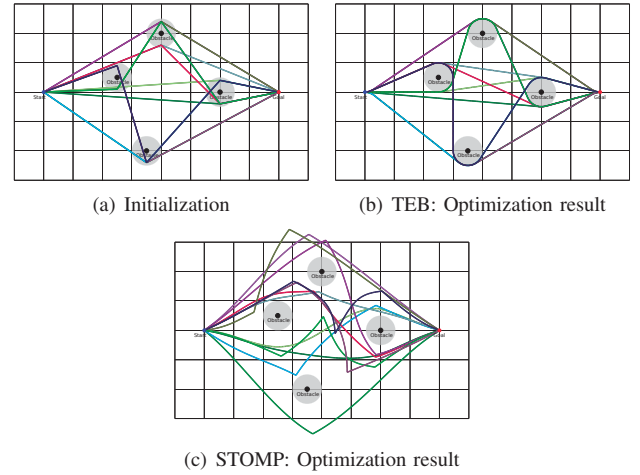 Obstacle
Obstacle
Start
Obstacle
Goal
Obstacle
(a) Initialization
Obstacle
Obstacle
Start
Obstacle
Goal
Obstacle
(b) TEB: Optimization result
Obstacle
Obstacle
Start
Obstacle
Goal
Obstacle
(c) STOMP: Optimization result